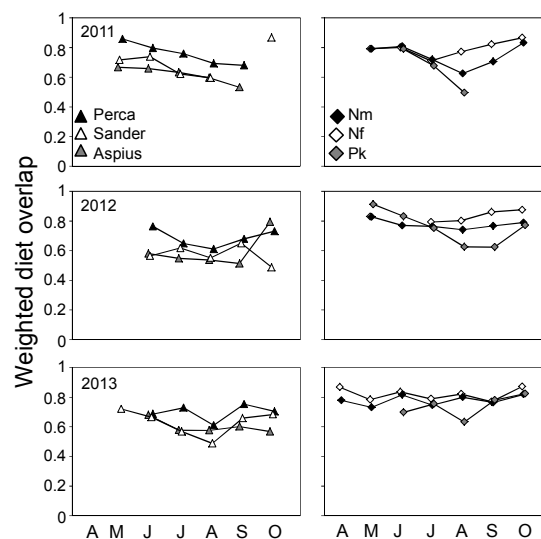 1
2011
0.8
0.6
0.4
Perca
Sander
Aspius
0.2
0
Nm
Nf
Pk
Weighted diet overlap
1
2012
0.8
0.6
0.4
0.2
0
1
2013
0.8
0.6
0.4
0.2
0
A M J J A S O
A M J J A S O